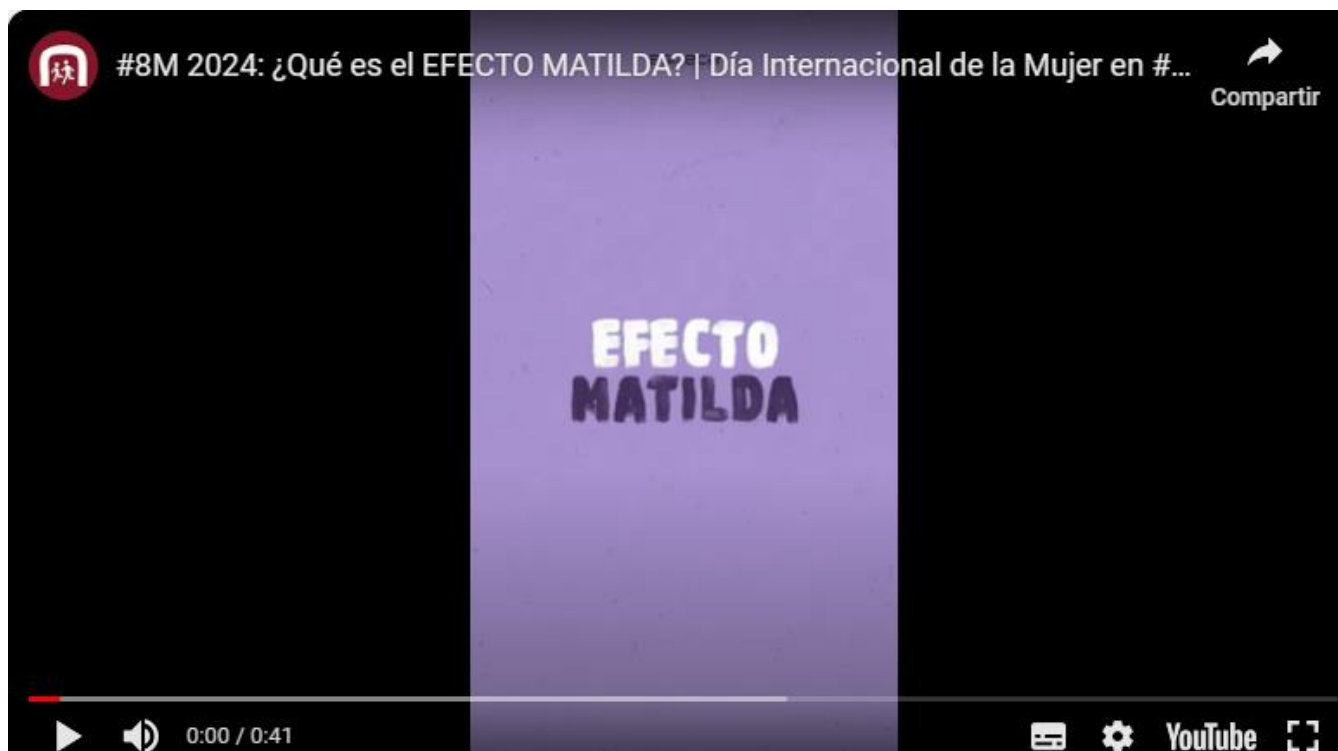 #8M 2024: ¿Qué es el EFECTO MATILDA? | Día Internacional de la Mujer en #...
Compartir
EFECTO
MATILDA
0:00 / 0:41
YouTube